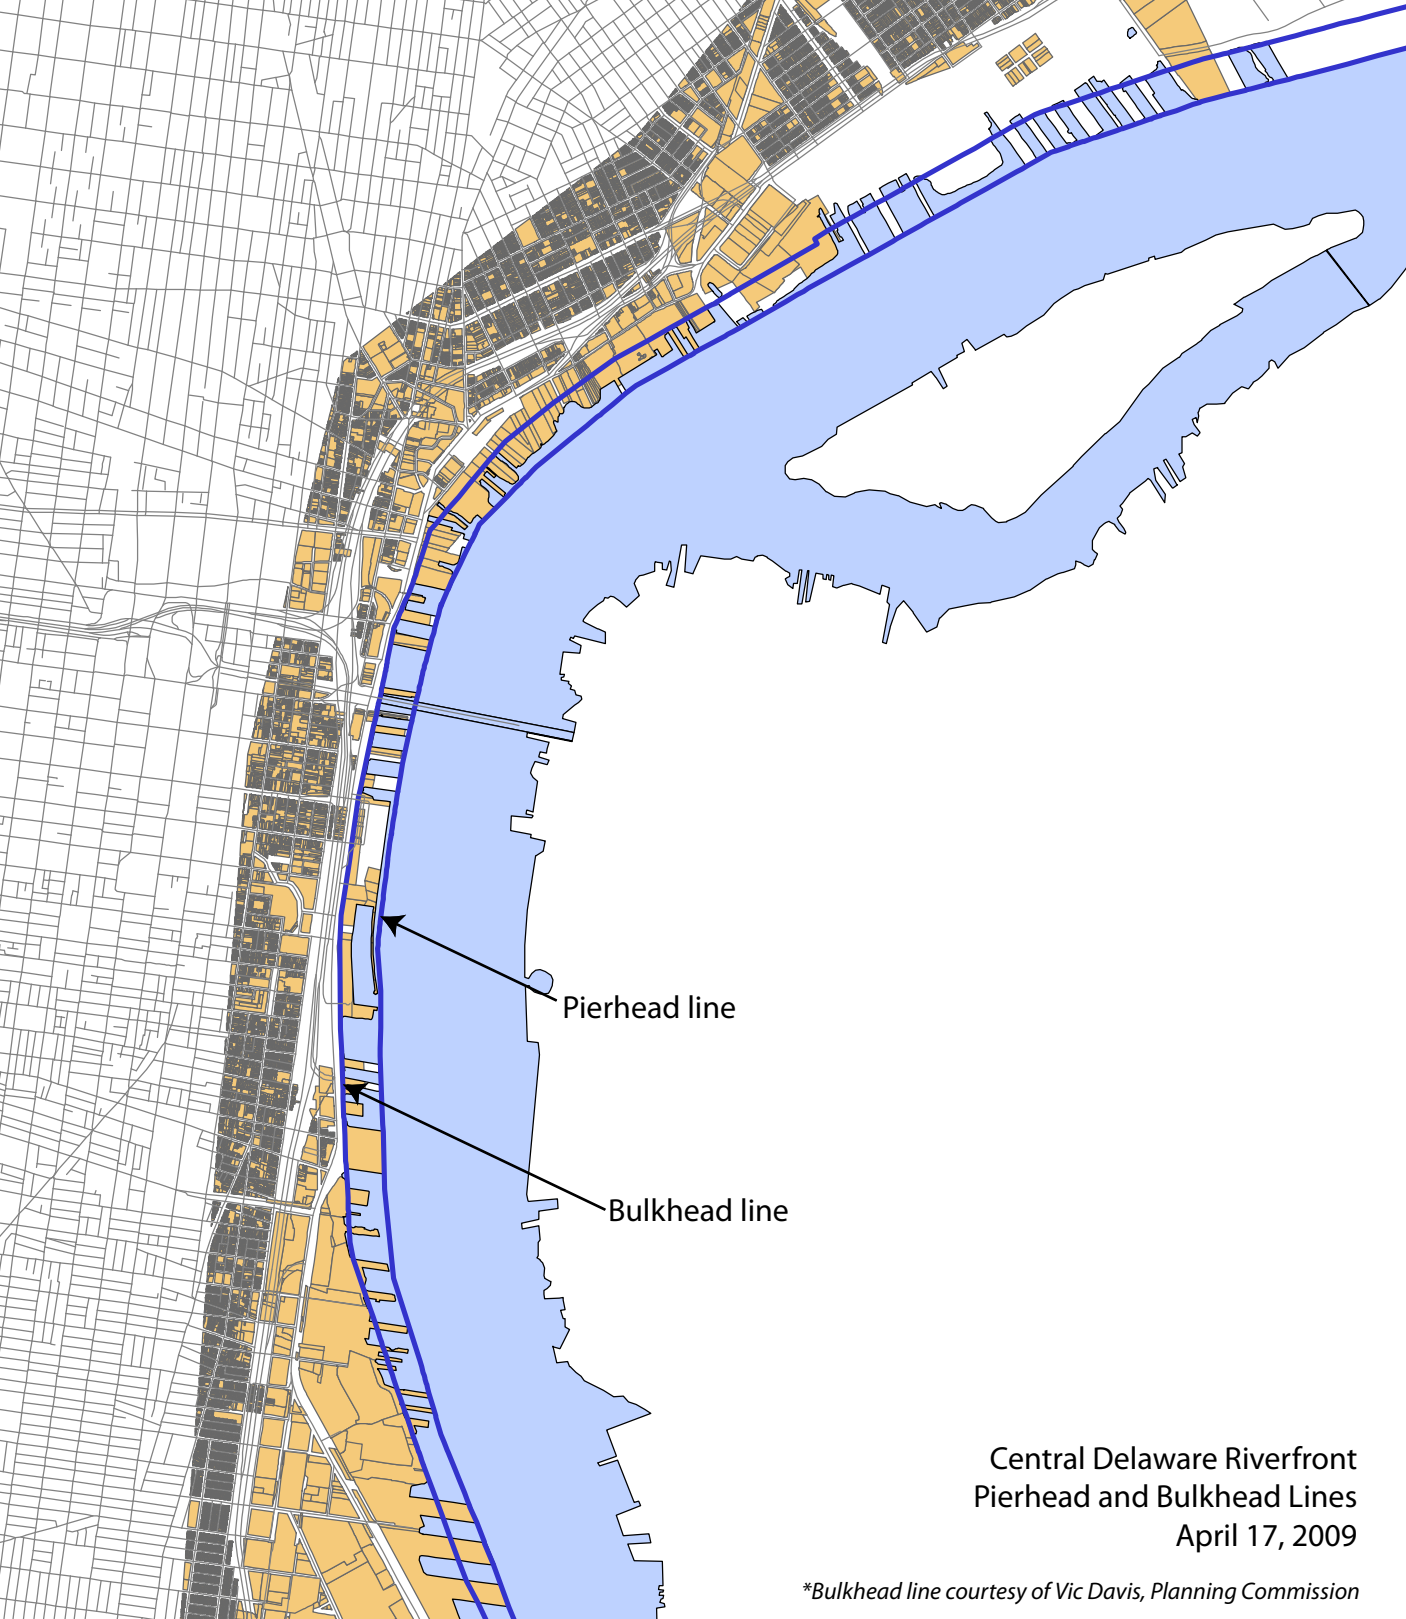 Pierhead line
Bulkhead line
Central Delaware Riverfront
Pierhead and Bulkhead Lines
April 17, 2009
*Bulkhead line courtesy of Vic Davis, Planning Commission